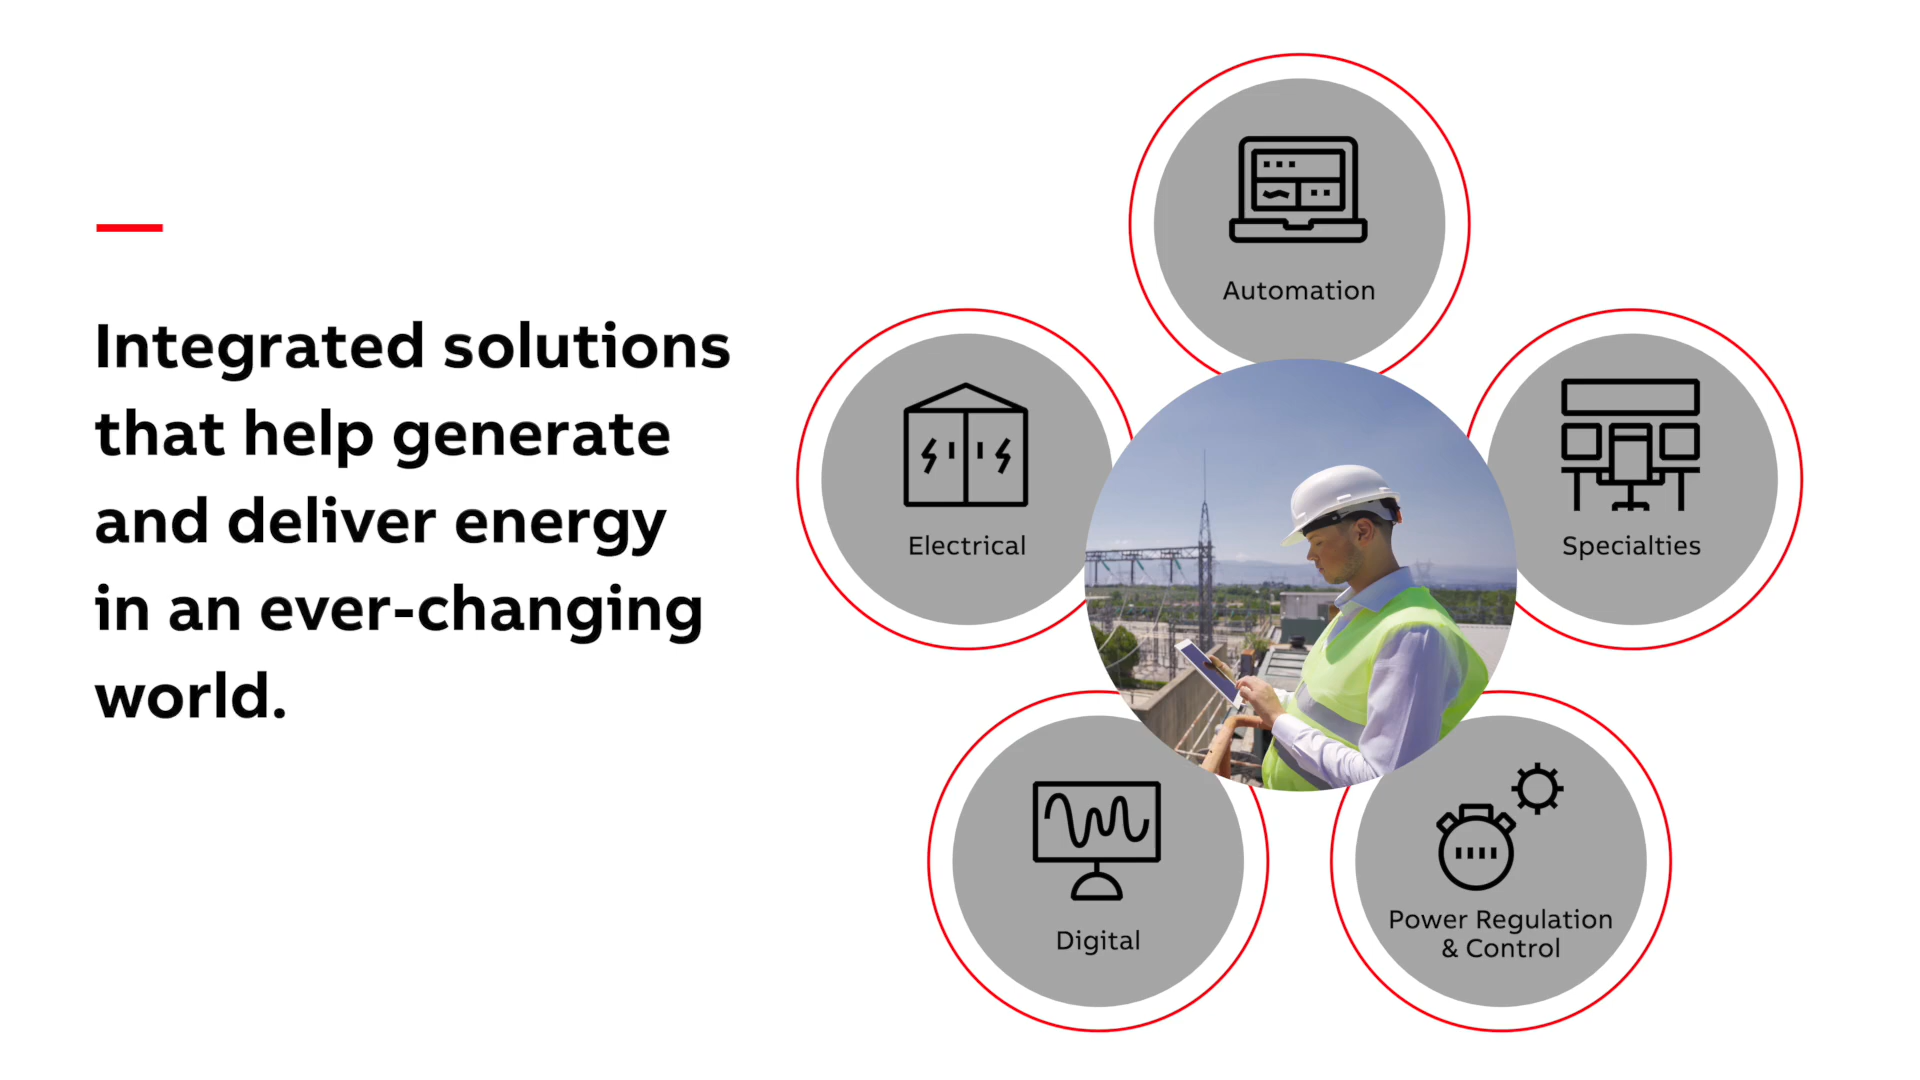 Integrated solutions
that help generate
and deliver energy
in an ever-changing
world.
Automation
Electrical
Specialties
Digital
Power Regulation
& Control